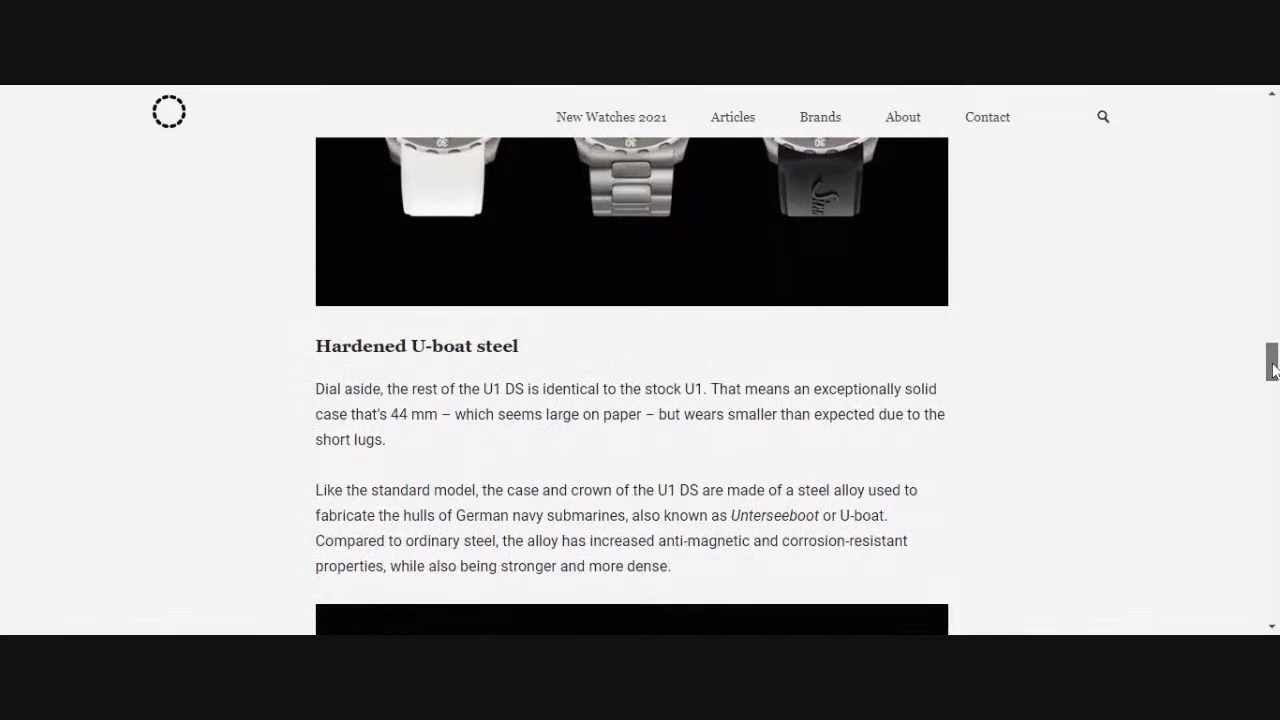 New Watches 2021 Articles Brands About Contact
30 30 30
Sinn
Hardened U-boat steel
Dial aside, the rest of the U1 DS is identical to the stock U1. That means an exceptionally solid
case that's 44 mm – which seems large on paper – but wears smaller than expected due to the
short lugs.
Like the standard model, the case and crown of the U1 DS are made of a steel alloy used to
fabricate the hulls of German navy submarines, also known as Unterseeboot or U-boat.
Compared to ordinary steel, the alloy has increased anti-magnetic and corrosion-resistant
properties, while also being stronger and more dense.